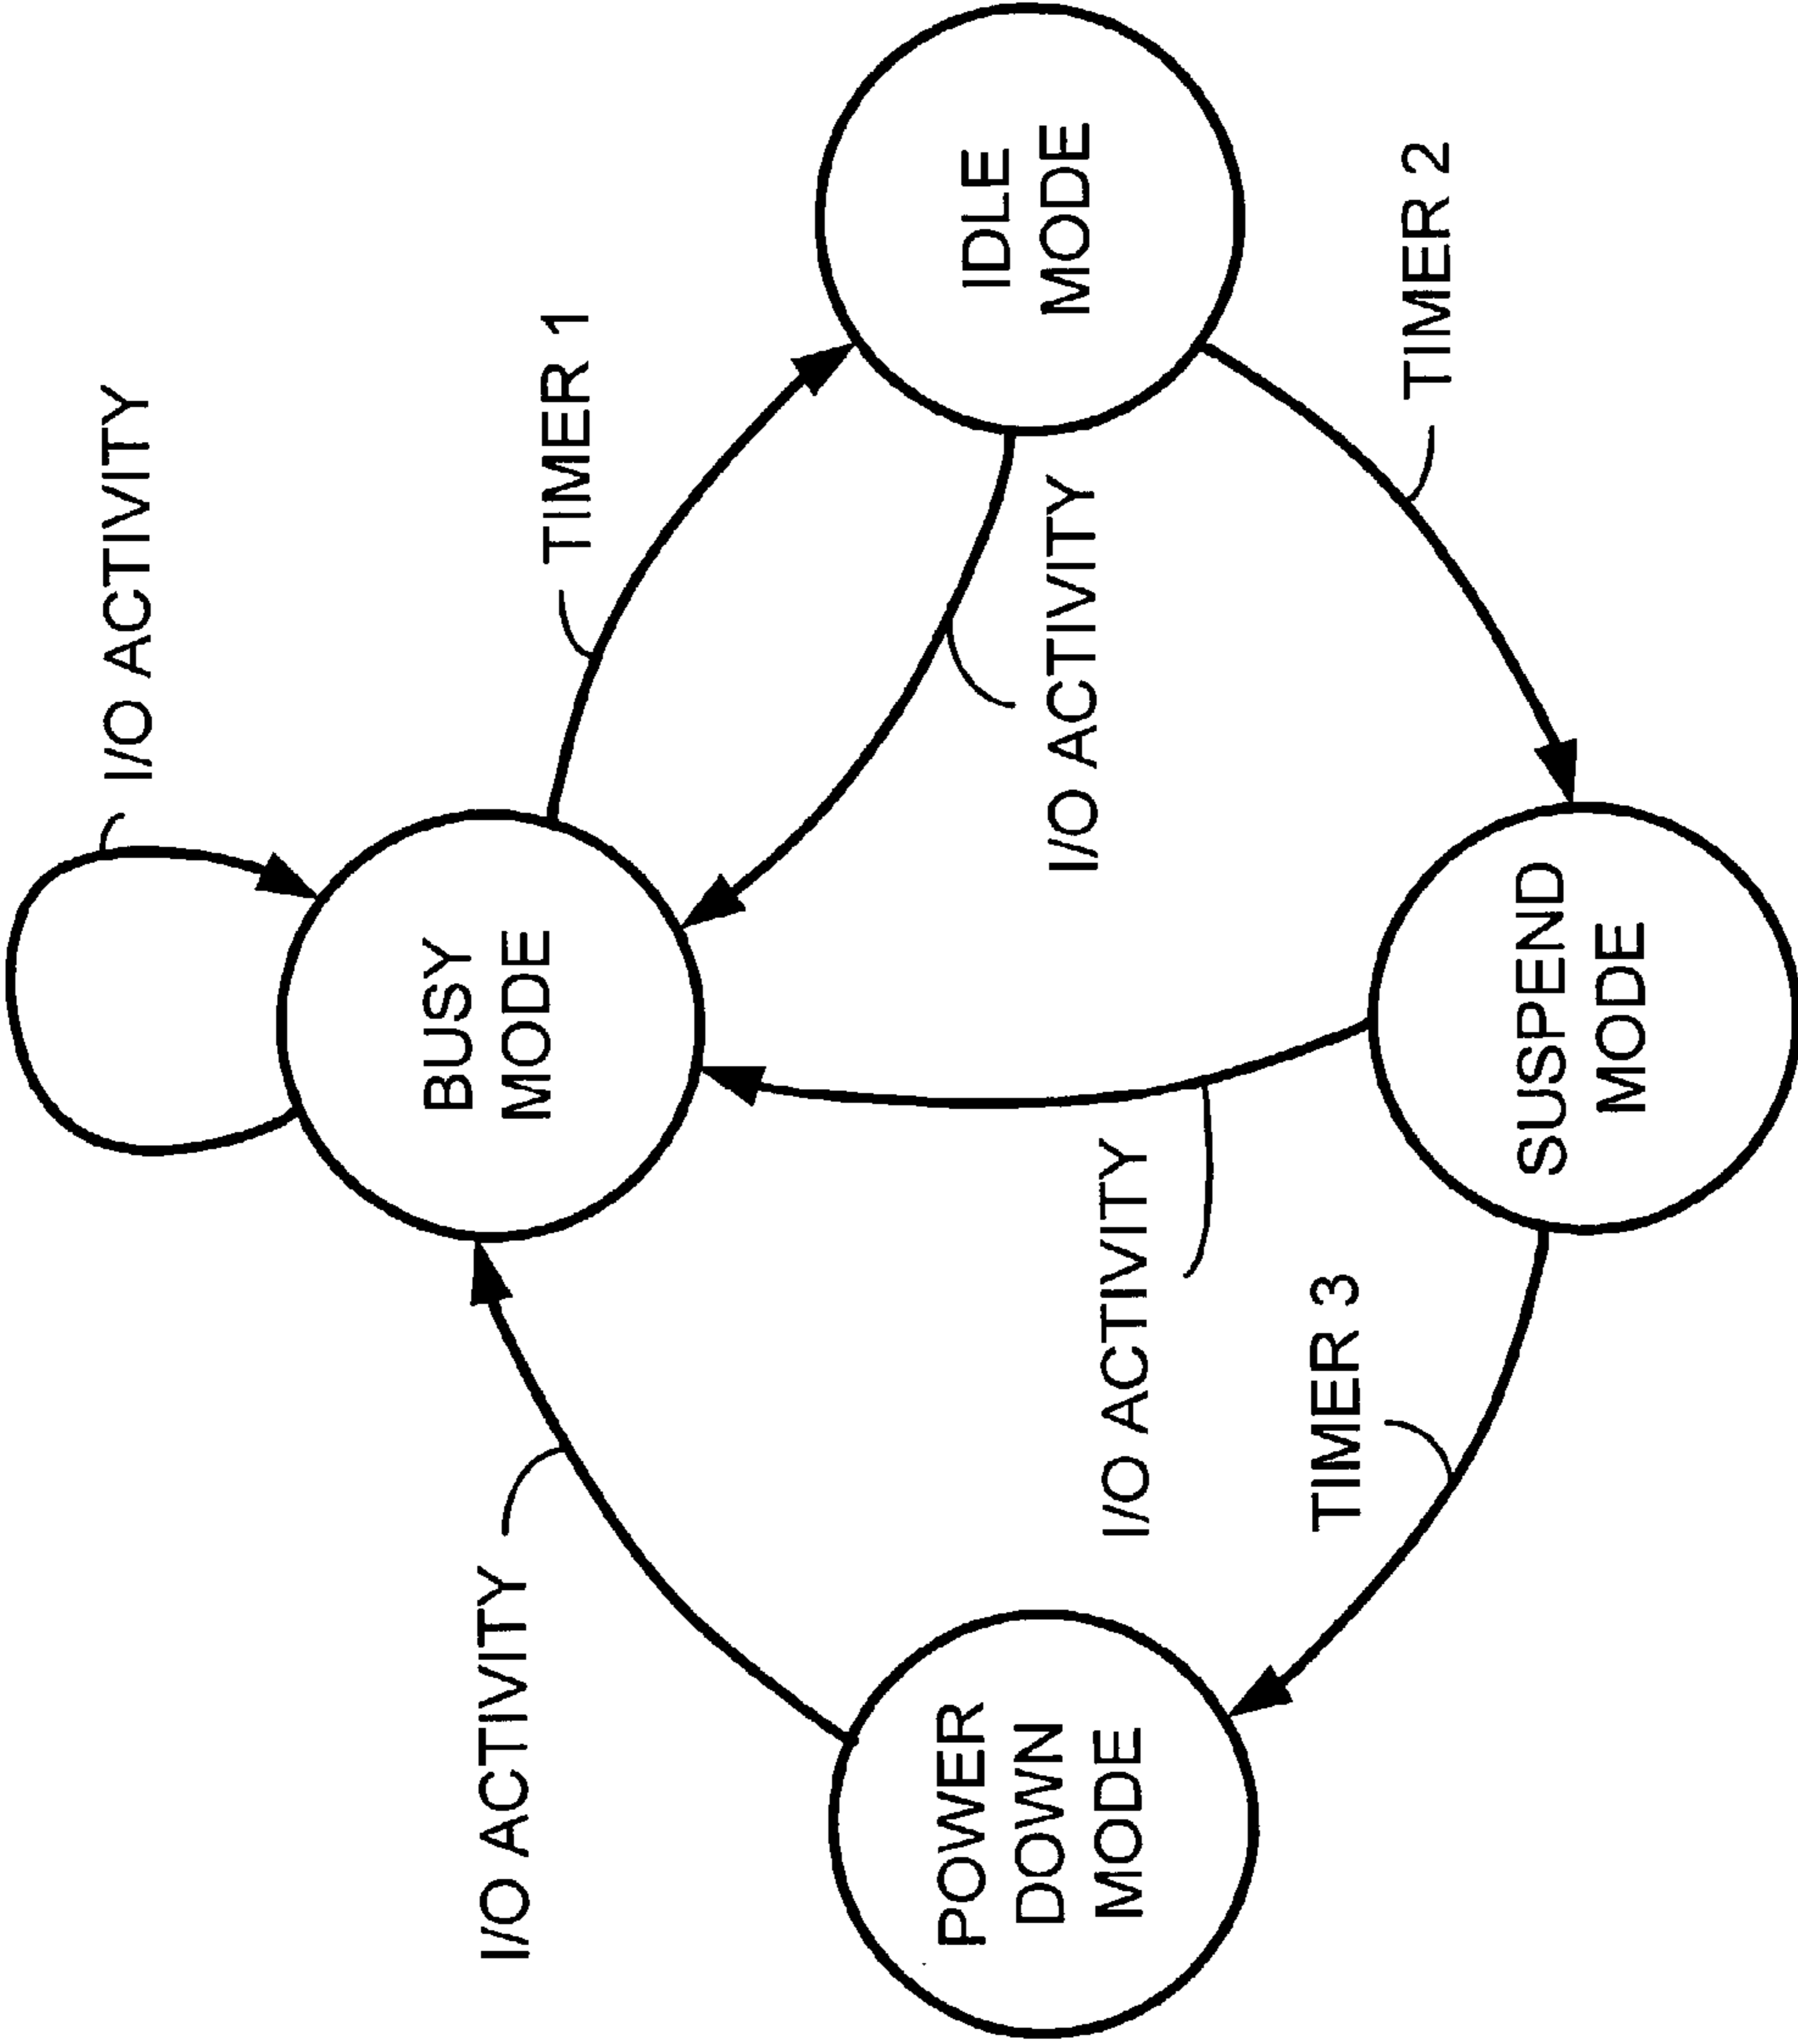 I/O ACTIVITY
BUSY
MODE
I/O ACTIVITY
TIMER 1
POWER
DOWN
MODE
I/O ACTIVITY
I/O ACTIVITY
IDLE
MODE
TIMER 3
TIMER 2
SUSPEND
MODE